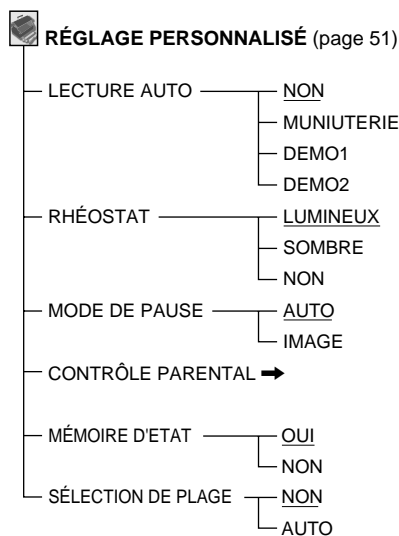 RÉGLAGE PERSONNALISÉ (page 51)
LECTURE AUTO NON
MUNIUTERIE
DEMO1
DEMO2
RHÉOSTAT LUMINEUX
SOMBRE
NON
MODE DE PAUSE AUTO
IMAGE
CONTRÔLE PARENTAL ➞
MÉMOIRE D'ETAT OUI
NON
SÉLECTION DE PLAGE NON
AUTO